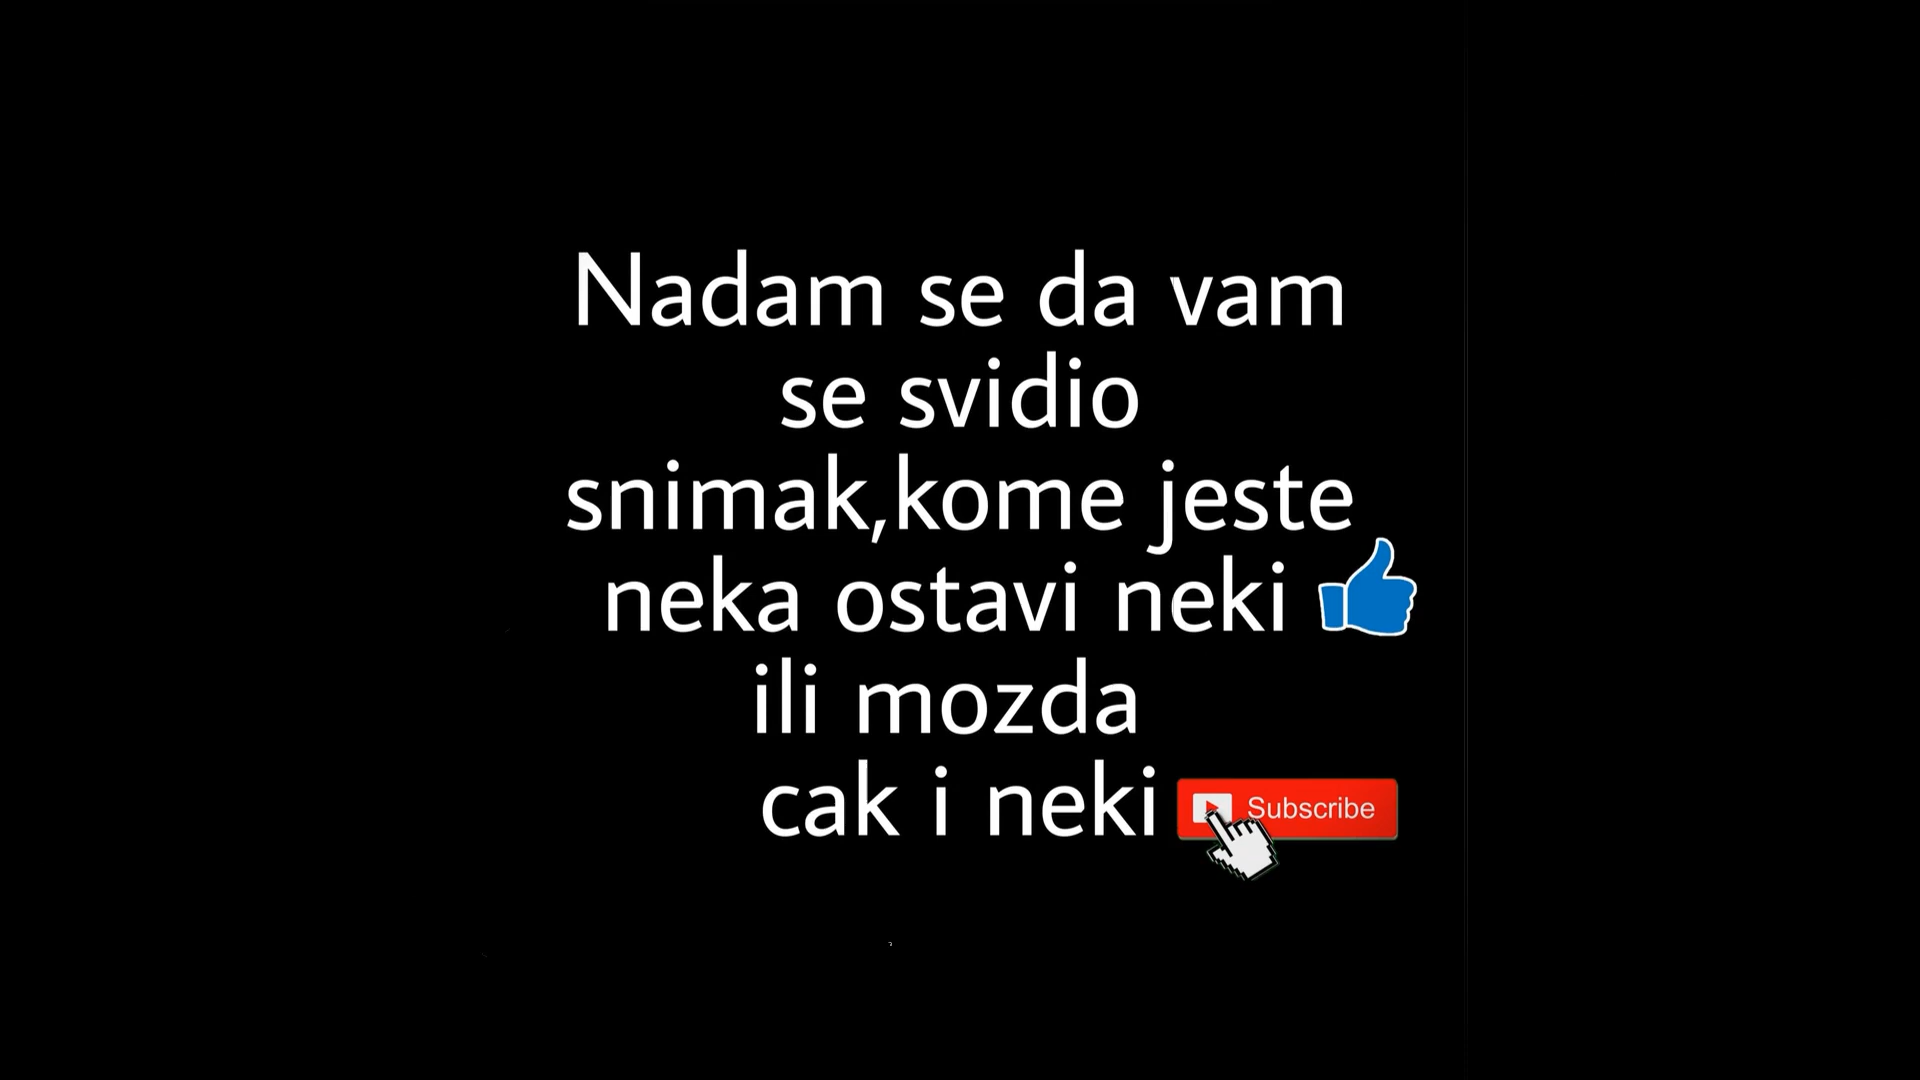 Nadam se da vam
se svidio
snimak,kome jeste
neka ostavi neki
ili mozda
cak i neki Subscribe